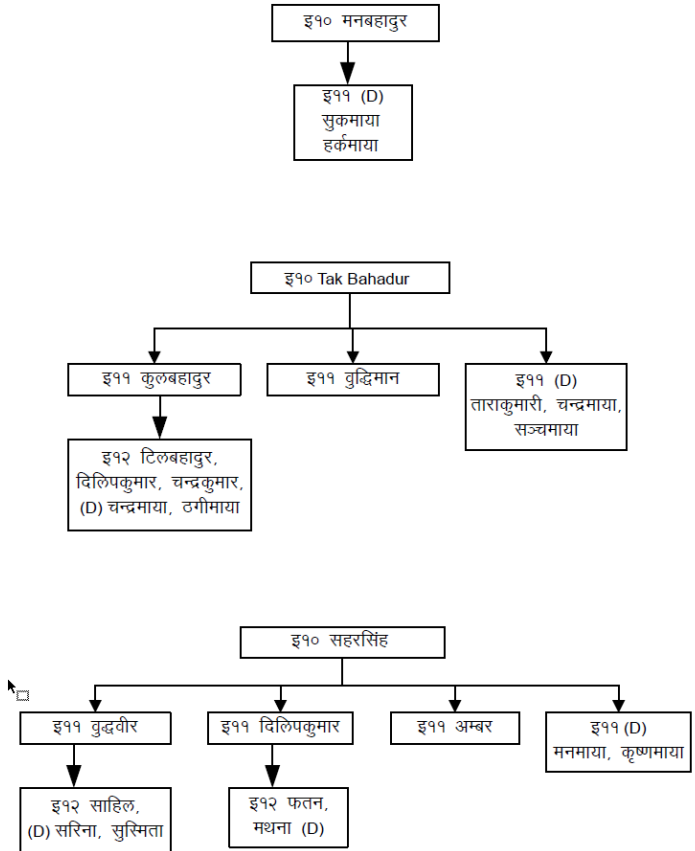 इ१० मनबहादुर
इ११ (D)
सुकमाया
हर्कमाया
इ१० Tak Bahadur
इ११ कुलबहादुर
इ११ वुद्धिमान
इ११ (D)
ताराकुमारी, चन्द्रमाया,
सञ्चमाया
इ१२ टिलबहादुर,
दिलिपकुमार, चन्द्रकुमार,
(D) चन्द्रमाया, ठगीमाया
इ१० सहरसिंह
इ११ वुद्धवीर
इ११ दिलिपकुमार
इ११ अम्बर
इ११ (D)
मनमाया, कृष्णमाया
इ१२ साहिल,
(D) सरिना, सुस्मिता
इ१२ फतन,
मथना (D)